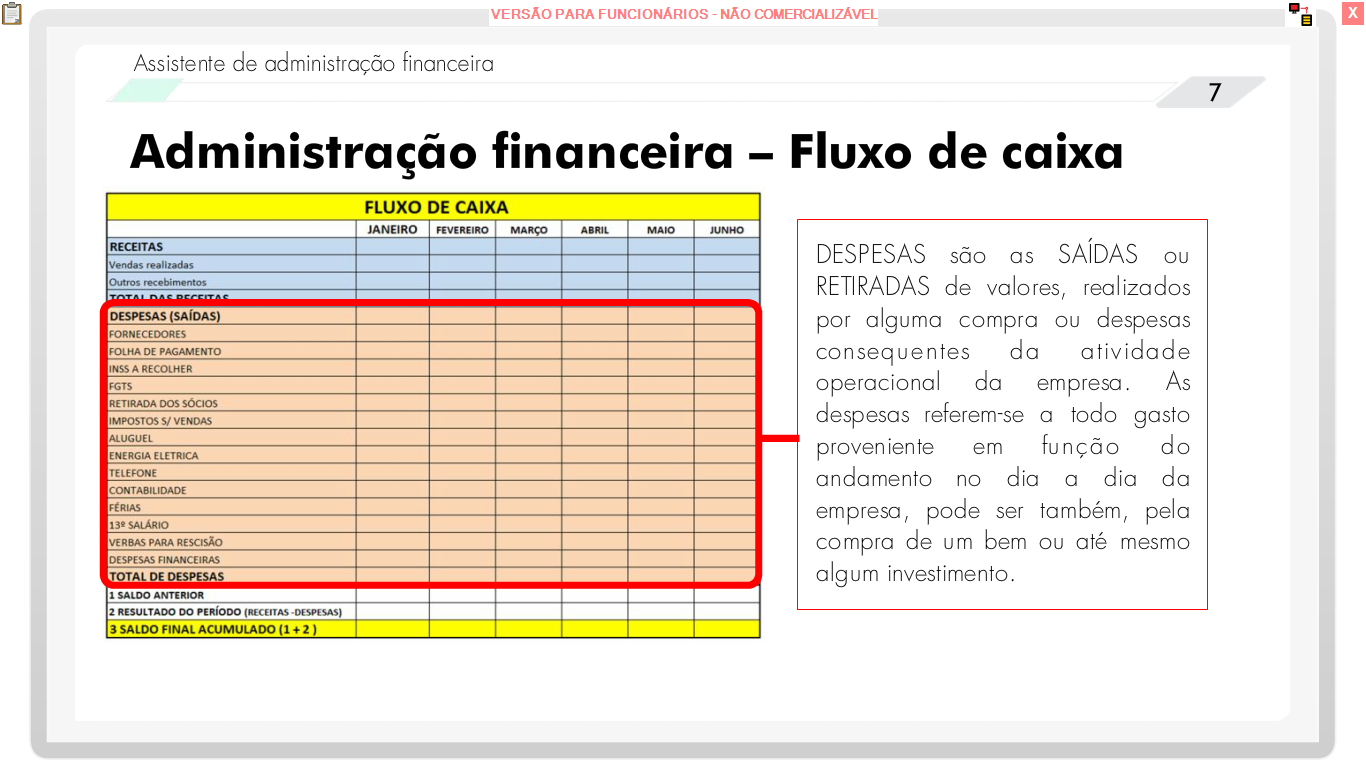 VERSÃO PARA FUNCIONÁRIOS - NÃO COMERCIALIZÁVEL
X
Assistente de administração financeira
7
Administração financeira – Fluxo de caixa
FLUXO DE CAIXA
JANEIRO FEVEREIRO MARÇO ABRIL MAIO JUNHO
RECEITAS
Vendas realizadas
Outros recebimentos
TOTAL DAS RECEITAS
DESPESAS (SAÍDAS)
FORNECEDORES
FOLHA DE PAGAMENTO
INSS A RECOLHER
FGTS
RETIRADA DOS SÓCIOS
IMPOSTOS S/ VENDAS
ALUGUEL
ENERGIA ELETRICA
TELEFONE
CONTABILIDADE
FÉRIAS
13º SALÁRIO
VERBAS PARA RESCISÃO
DESPESAS FINANCEIRAS
TOTAL DE DESPESAS
1 SALDO ANTERIOR
2 RESULTADO DO PERÍODO (RECEITAS -DESPESAS)
3 SALDO FINAL ACUMULADO (1 + 2 )
DESPESAS são as SAÍDAS ou
RETIRADAS de valores, realizados
por alguma compra ou despesas
consequentes da atividade
operacional da empresa. As
despesas referem-se a todo gasto
proveniente em função do
andamento no dia a dia da
empresa, pode ser também, pela
compra de um bem ou até mesmo
algum investimento.